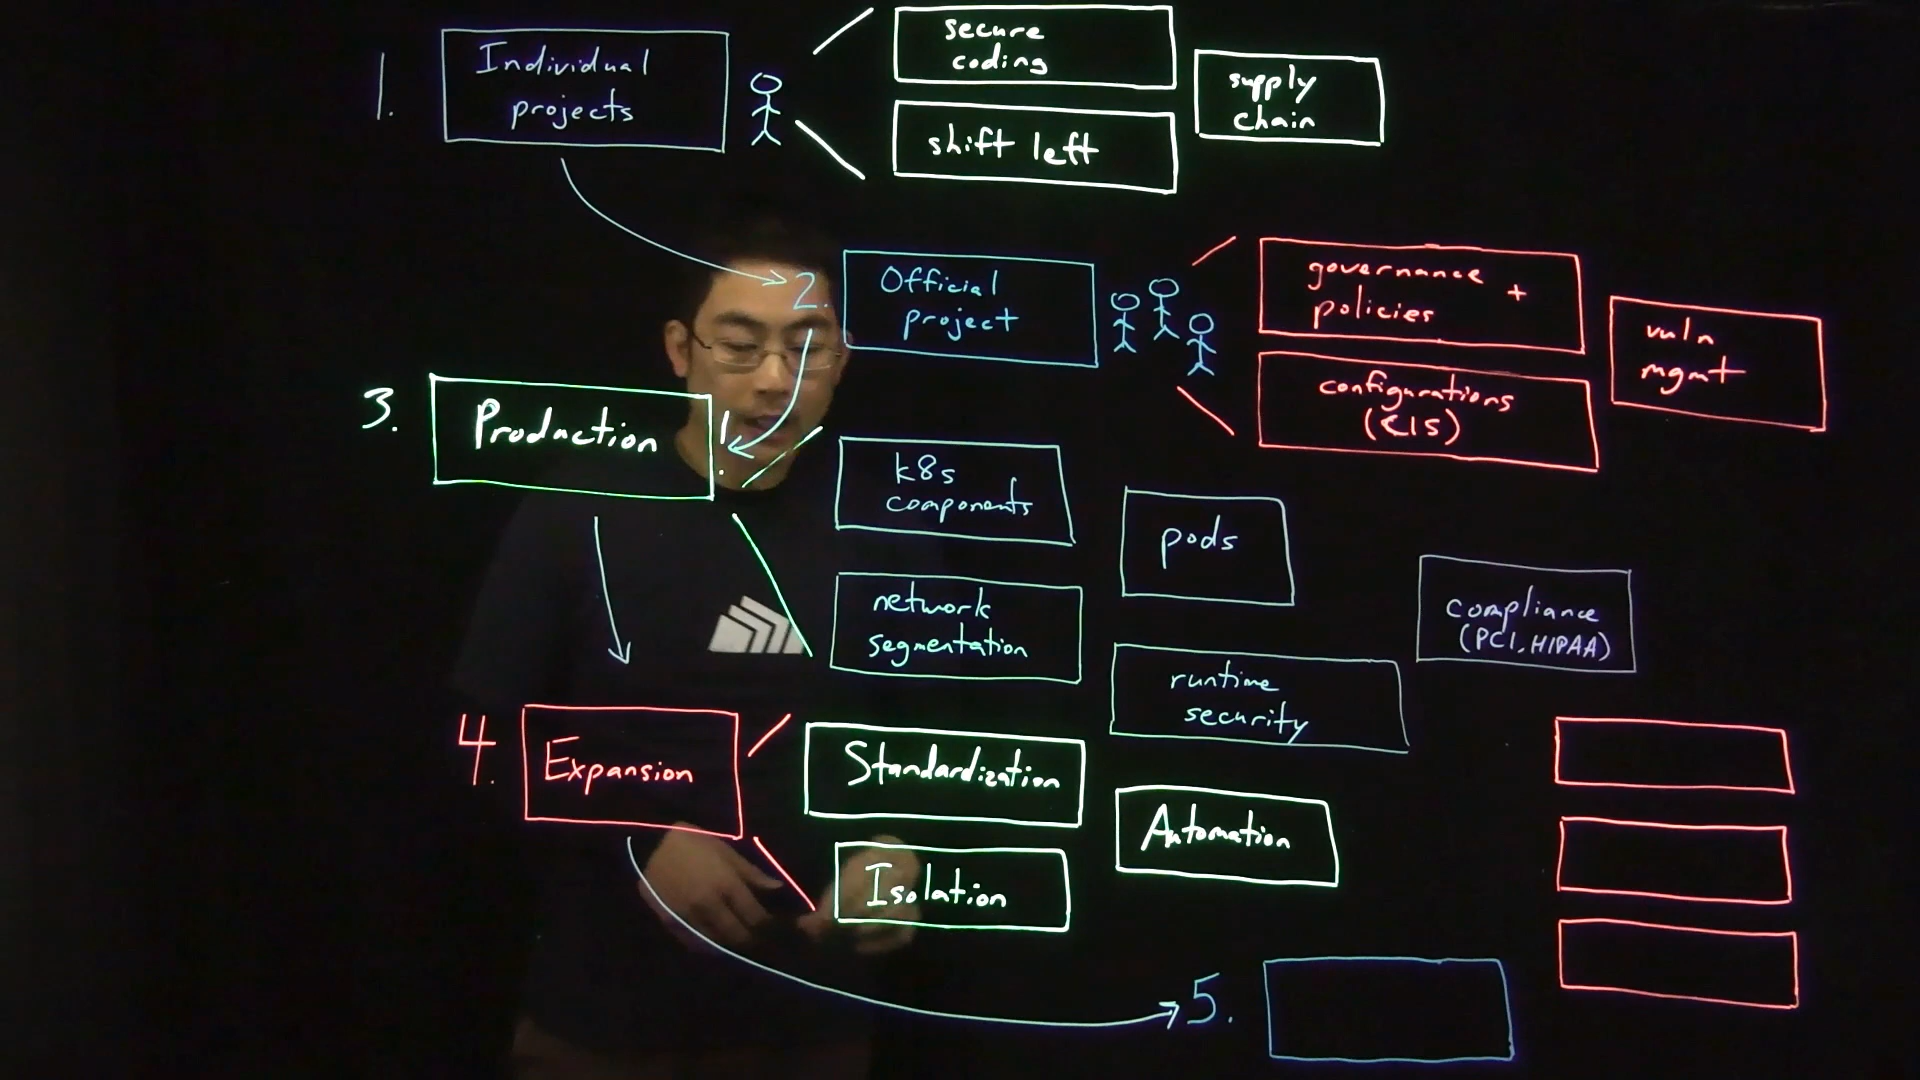 1.
Individual
projects
secure
coding
shift left
supply
chain
2.
Official
project
governance +
policies
configurations
(CIS)
vuln
mgmt
3.
Production
!
k8s
components
pods
network
segmentation
runtime
security
compliance
(PCI, HIPAA)
4.
Expansion
Standardization
Isolation
Automation
5.